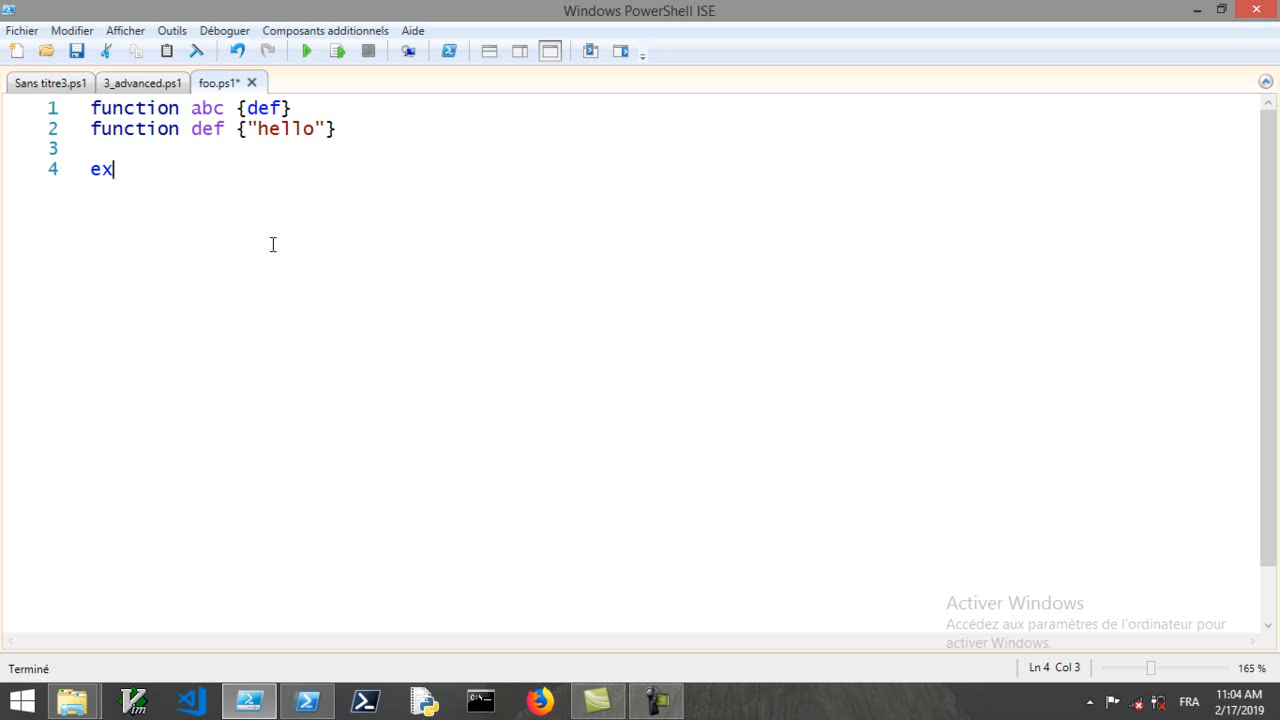 Windows PowerShell ISE
Fichier Modifier Afficher Outils Déboguer Composants additionnels Aide
Sans titre3.ps1 3_advanced.ps1 foo.ps1*
1 function abc {def}
2 function def {"hello"}
3
4 ex
Activer Windows
Accédez aux paramètres de l'ordinateur pour
activer Windows.
Terminé Ln 4 Col 3 165 %
FRA 11:04 AM
2/17/2019